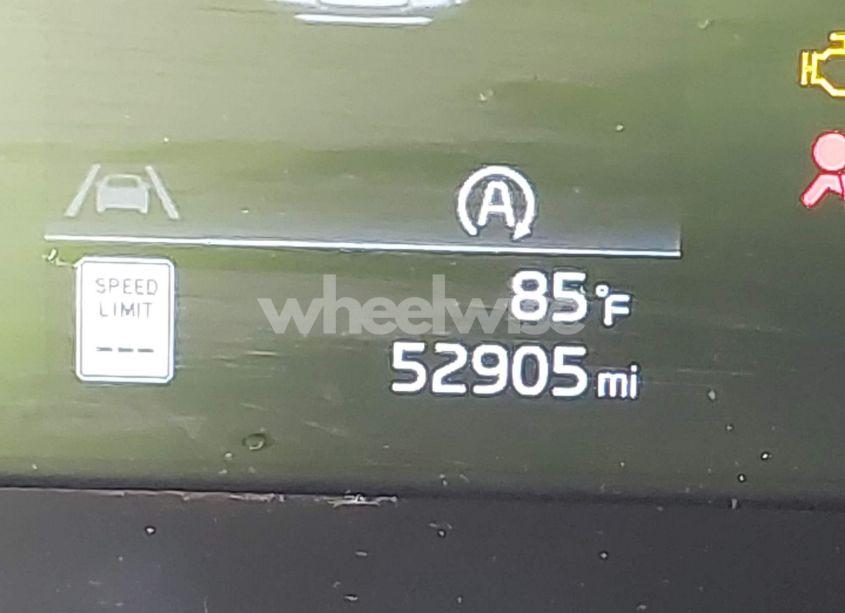 A
SPEED
LIMIT
---
85°F
wheelwise
52905 mi